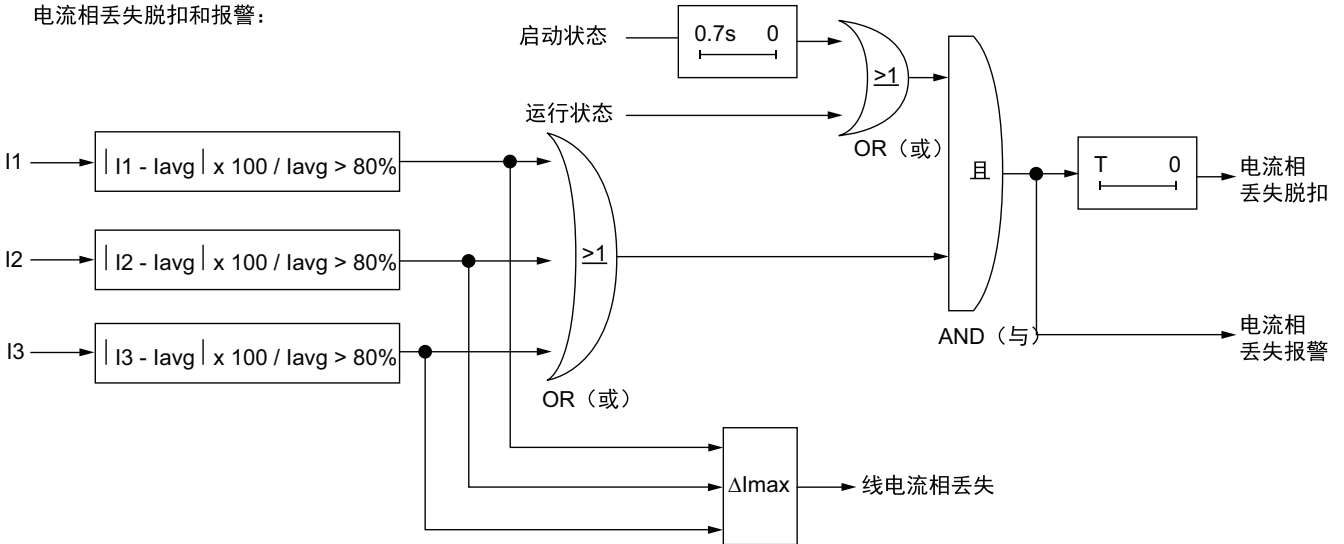 电流相丢失脱扣和报警：
启动状态
0.7s 0
≥1
运行状态
OR（或）
I1
| I1 - Iavg | x 100 / Iavg > 80%
且
T 0
电流相
丢失脱扣
I2
| I2 - Iavg | x 100 / Iavg > 80%
≥1
I3
| I3 - Iavg | x 100 / Iavg > 80%
AND（与）
电流相
丢失报警
OR（或）
ΔImax
线电流相丢失